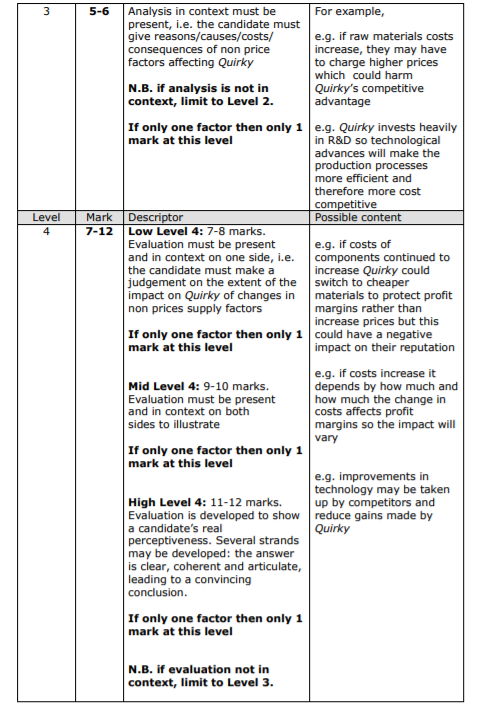 3
5-6
Analysis in context must be
present, i.e. the candidate must
give reasons/causes/costs/
consequences of non price
factors affecting Quirky
N.B. if analysis is not in
context, limit to Level 2.
If only one factor then only 1
mark at this level
For example,
e.g. if raw materials costs
increase, they may have
to charge higher prices
which could harm
Quirky's competitive
advantage
e.g. Quirky invests heavily
in R&D so technological
advances will make the
production processes
more efficient and
therefore more cost
competitive
Level
Mark
Descriptor
Possible content
4
7-12
Low Level 4: 7-8 marks.
Evaluation must be present
and in context on one side, i.e.
the candidate must make a
judgement on the extent of the
impact on Quirky of changes in
non prices supply factors
If only one factor then only 1
mark at this level
Mid Level 4: 9-10 marks.
Evaluation must be present
and in context on both
sides to illustrate
If only one factor then only 1
mark at this level
High Level 4: 11-12 marks.
Evaluation is developed to show
a candidate's real
perceptiveness. Several strands
may be developed: the answer
is clear, coherent and articulate,
leading to a convincing
conclusion.
If only one factor then only 1
mark at this level
N.B. if evaluation not in
context, limit to Level 3.
e.g. if costs of
components continued to
increase Quirky could
switch to cheaper
materials to protect profit
margins rather than
increase prices but this
could have a negative
impact on their reputation
e.g. if costs increase it
depends by how much and
how much the change in
costs affects profit
margins so the impact will
vary
e.g. improvements in
technology may be taken
up by competitors and
reduce gains made by
Quirky